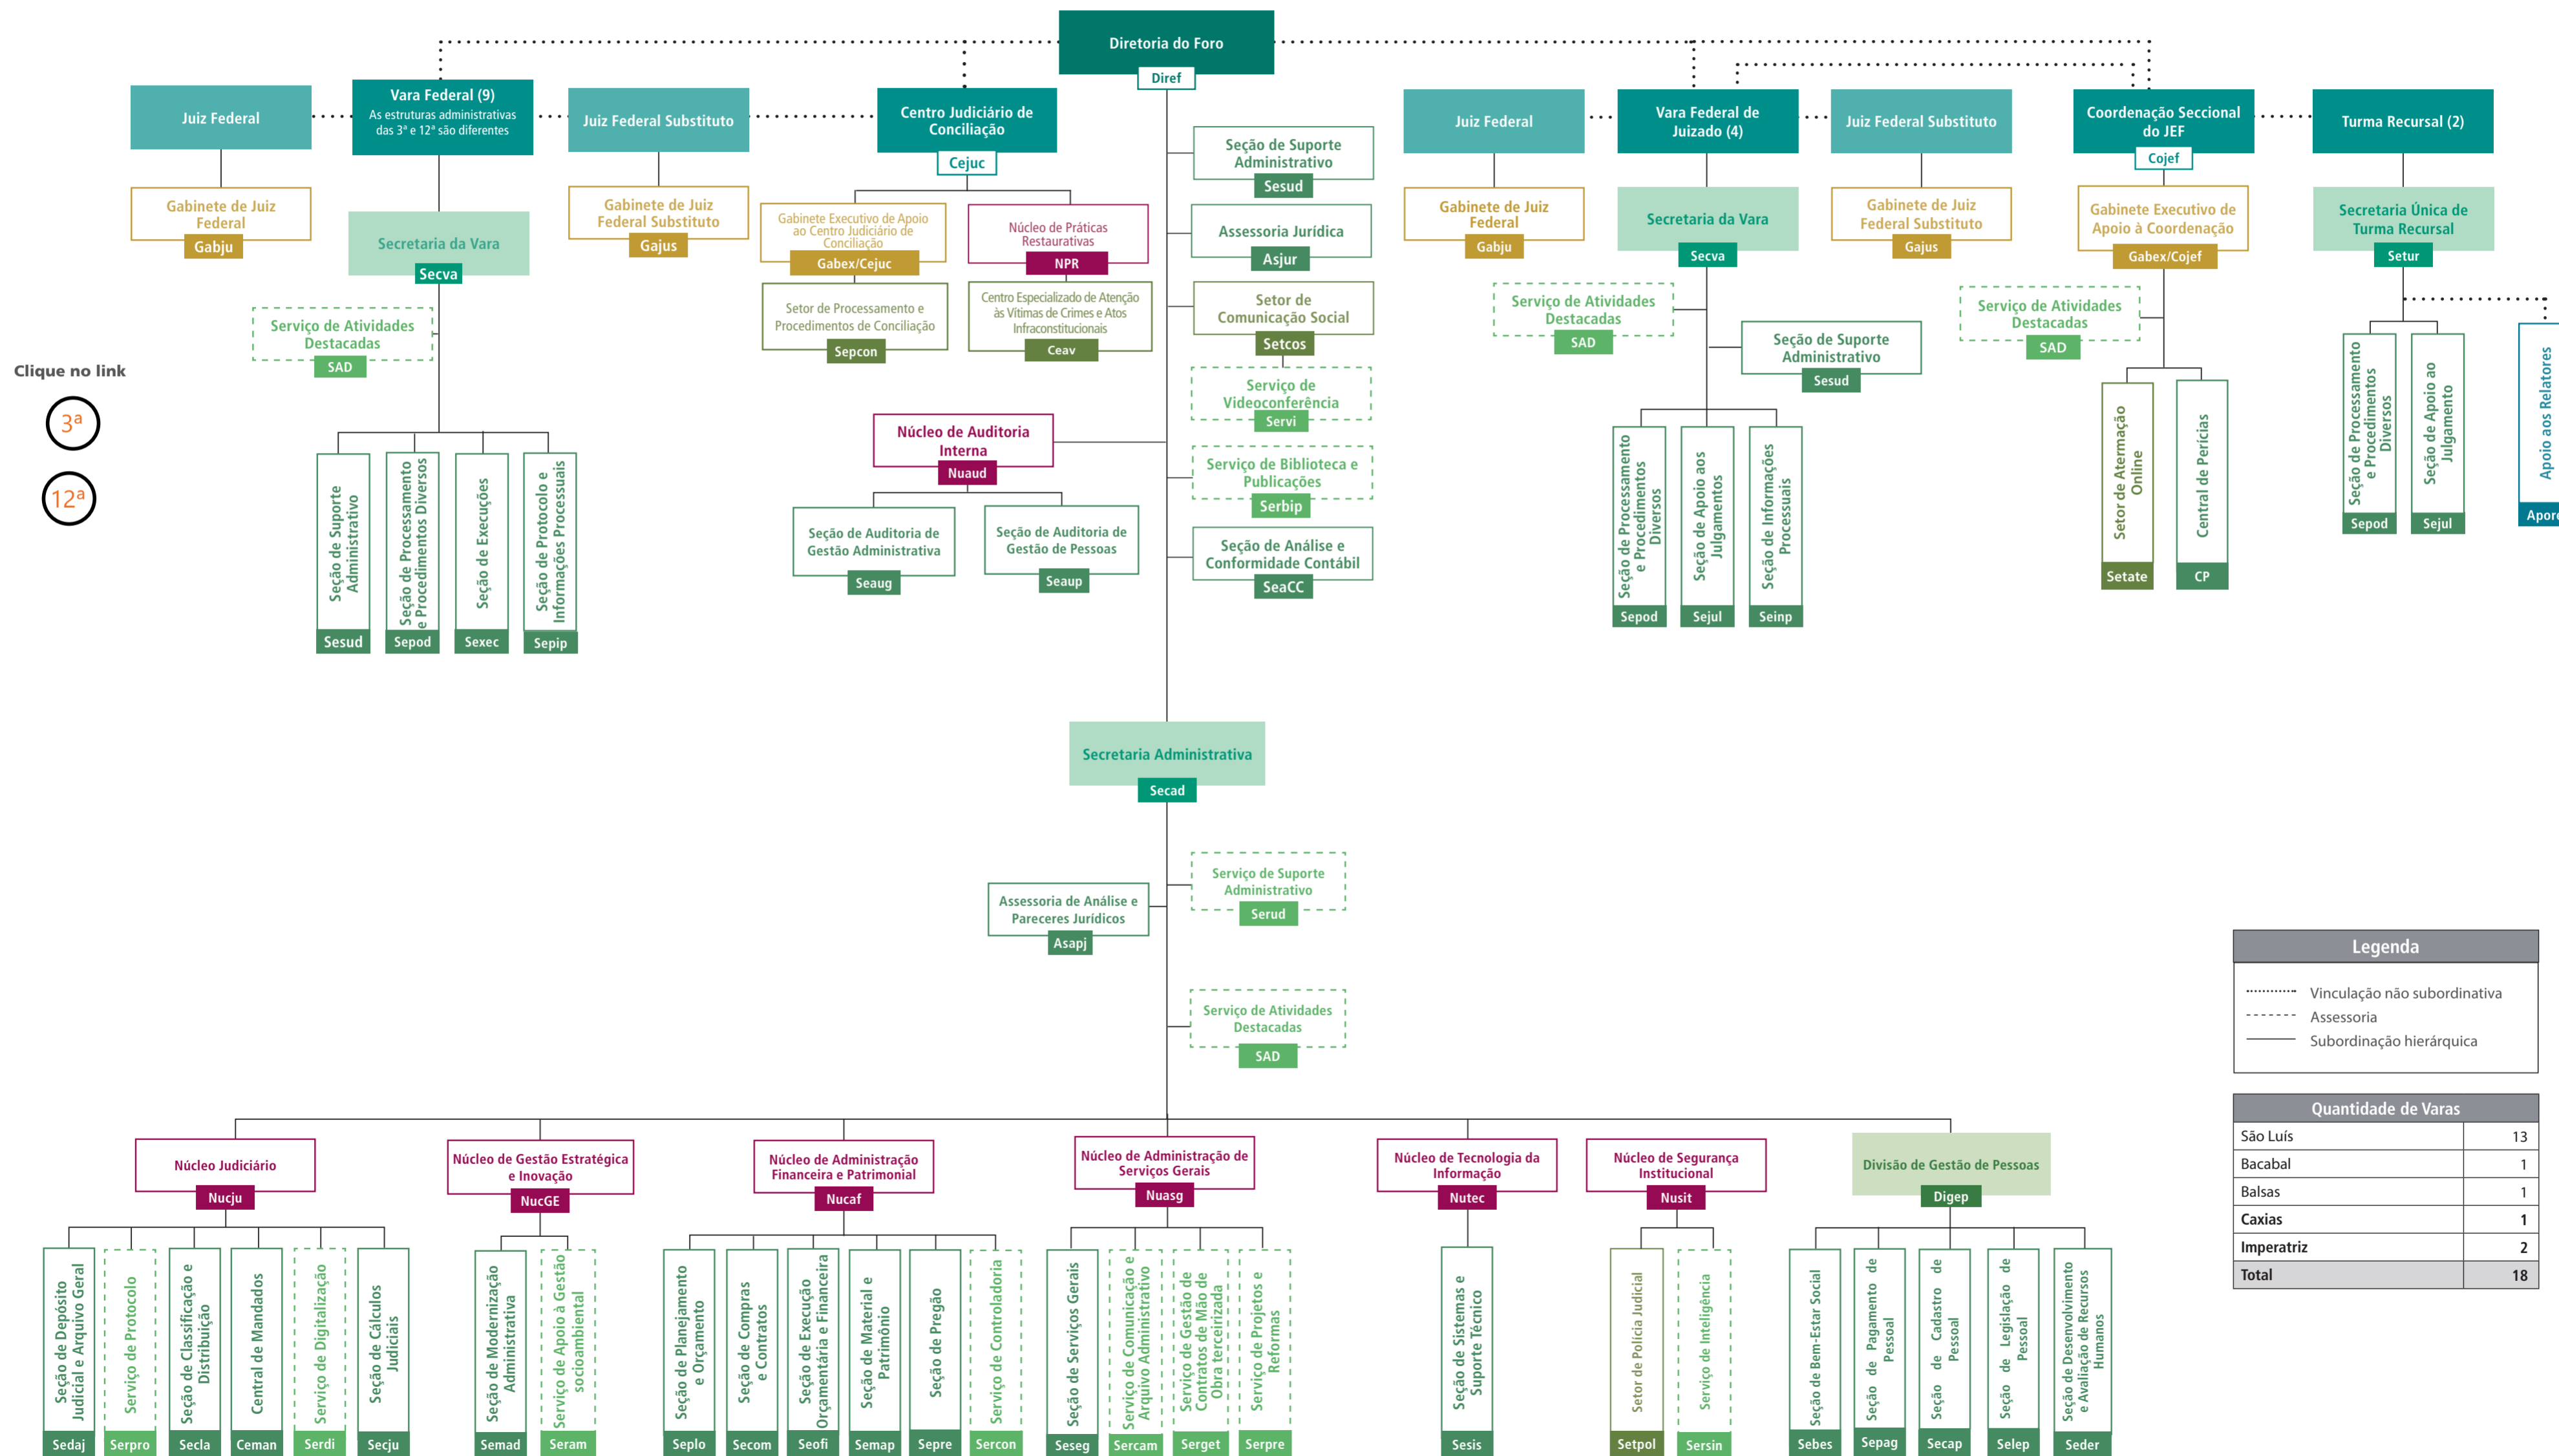 Diretoria do Foro
Diref
Juiz Federal
Gabinete de Juiz
Federal
Gabju
Vara Federal (9)
As estruturas administrativas
das 3ª e 12ª são diferentes
Secretaria da Vara
Secva
Serviço de Atividades
Destacadas
SAD
Seção de Suporte
Administrativo
Sesud
Seção de Processamento
e Procedimentos Diversos
Sepod
Seção de Execuções
Sexec
Seção de Protocolo e
Informações Processuais
Sepip
Juiz Federal Substituto
Gabinete de Juiz
Federal Substituto
Gajus
Centro Judiciário de
Conciliação
Cejuc
Gabinete Executivo de Apoio
ao Centro Judiciário de
Conciliação
Gabex/Cejuc
Setor de Processamento e
Procedimentos de Conciliação
Sepcon
Núcleo de Práticas
Restaurativas
NPR
Centro Especializado de Atenção
às Vítimas de Crimes e Atos
Infraconstitucionais
Ceav
Clique no link
3ª
12ª
Seção de Suporte
Administrativo
Sesud
Assessoria Jurídica
Asjur
Setor de
Comunicação Social
Setcos
Serviço de
Videoconferência
Servi
Serviço de Biblioteca e
Publicações
Serbip
Seção de Análise e
Conformidade Contábil
SeaCC
Núcleo de Auditoria
Interna
Nuaud
Seção de Auditoria de
Gestão Administrativa
Seaug
Seção de Auditoria de
Gestão de Pessoas
Seaup
Juiz Federal
Gabinete de Juiz
Federal
Gabju
Vara Federal de
Juizado (4)
Secretaria da Vara
Secva
Serviço de Atividades
Destacadas
SAD
Seção de Suporte
Administrativo
Sesud
Seção de Processamento
e Procedimentos
Diversos
Sepod
Seção de Apoio aos
Julgamentos
Sejul
Seção de Informações
Processuais
Seinp
Juiz Federal Substituto
Gabinete de Juiz
Federal Substituto
Gajus
Coordenação Seccional
do JEF
Cojef
Gabinete Executivo de
Apoio à Coordenação
Gabex/Cojef
Serviço de Atividades
Destacadas
SAD
Setor de Atermação
Online
Setate
Central de Perícias
CP
Turma Recursal (2)
Secretaria Única de
Turma Recursal
Setur
Seção de Processamento
e Procedimentos
Diversos
Sepod
Seção de Apoio ao
Julgamento
Sejul
Apoio aos Relatores
Apore
Secretaria Administrativa
Secad
Serviço de Suporte
Administrativo
Serud
Assessoria de Análise e
Pareceres Jurídicos
Asapj
Serviço de Atividades
Destacadas
SAD
Núcleo Judiciário
Nucju
Seção de Depósito
Judicial e Arquivo Geral
Sedaj
Serviço de Protocolo
Serpro
Seção de Classificação e
Distribuição
Secla
Central de Mandados
Ceman
Serviço de Digitalização
Serdi
Seção de Cálculos
Judiciais
Secju
Núcleo de Gestão Estratégica
e Inovação
NucGE
Seção de Modernização
Administrativa
Semad
Serviço de Apoio à Gestão
socioambiental
Seram
Núcleo de Administração
Financeira e Patrimonial
Nucaf
Seção de Planejamento
e Orçamento
Seplo
Seção de Compras
e Contratos
Secom
Seção de Execução
Orçamentária e Financeira
Seofi
Seção de Material e
Patrimônio
Semap
Seção de Pregão
Sepre
Serviço de Controladoria
Sercon
Núcleo de Administração de
Serviços Gerais
Nuasg
Seção de Serviços Gerais
Seseg
Serviço de Comunicação e
Arquivo Administrativo
Sercam
Serviço de Gestão de
Contratos de Mão de
Obra terceirizada
Serget
Serviço de Projetos e
Reformas
Serpre
Núcleo de Tecnologia da
Informação
Nutec
Seção de Sistemas e
Suporte Técnico
Sesis
Núcleo de Segurança
Institucional
Nusit
Setor de Polícia Judicial
Setpol
Serviço de Inteligência
Sersin
Divisão de Gestão de Pessoas
Digep
Seção de Bem-Estar Social
Sebes
Seção de Pagamento de
Pessoal
Sepag
Seção de Cadastro de
Pessoal
Secap
Seção de Legislação de
Pessoal
Selep
Seção de Desenvolvimento
e Avaliação de Recursos
Humanos
Seder
Legenda
Vinculação não subordinativa
Assessoria
Subordinação hierárquica
Quantidade de Varas
São Luís 13
Bacabal 1
Balsas 1
Caxias 1
Imperatriz 2
Total 18